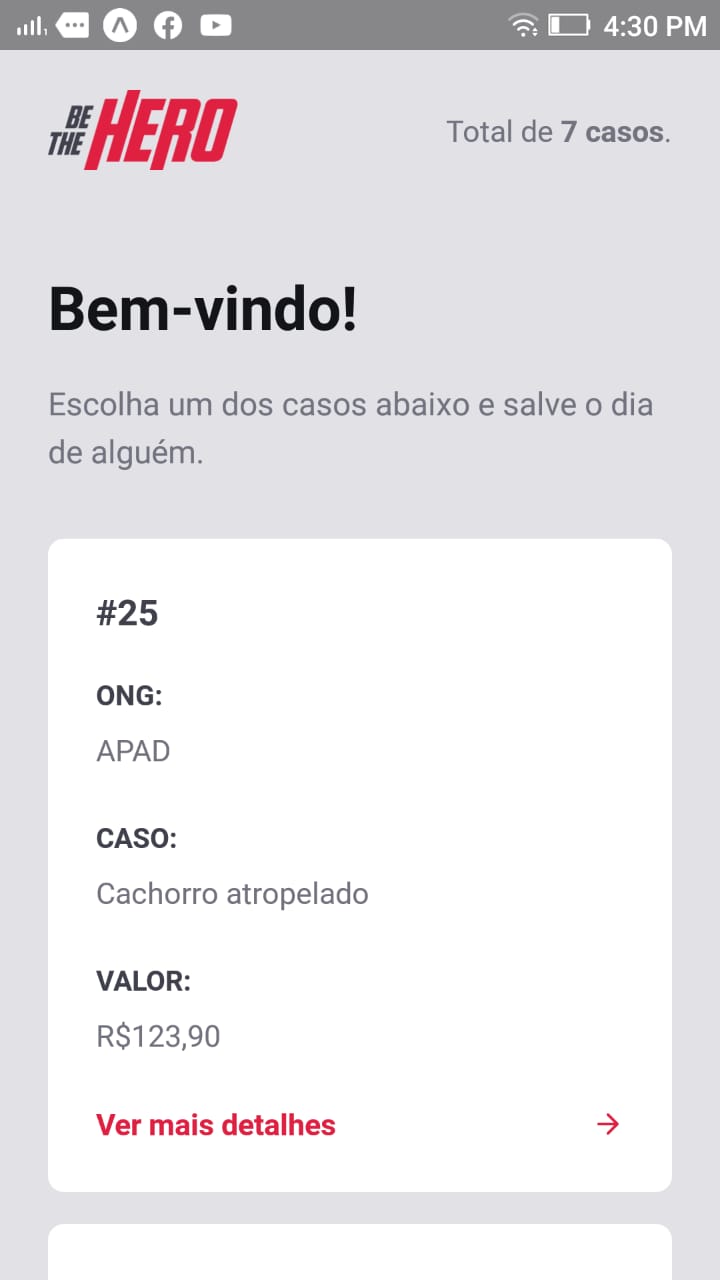 4:30 PM
BE
THE
HERO
Total de 7 casos.
Bem-vindo!
Escolha um dos casos abaixo e salve o dia
de alguém.
#25
ONG:
APAD
CASO:
Cachorro atropelado
VALOR:
R$123,90
Ver mais detalhes